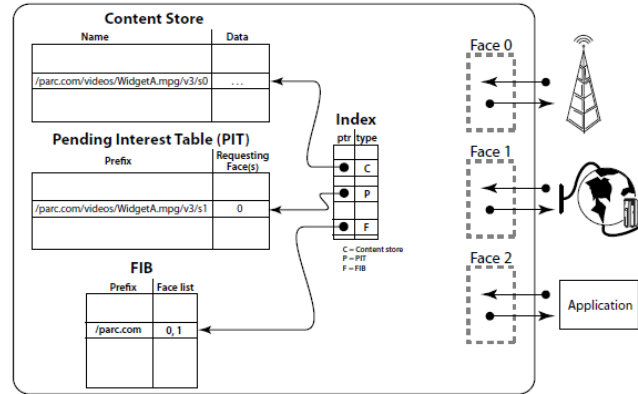 Content Store
Name Data
/parc.com/videos/WidgetA.mpg/v3/s0 ...
Pending Interest Table (PIT)
Prefix Requesting Face(s)
/parc.com/videos/WidgetA.mpg/v3/s1 0
FIB
Prefix Face list
/parc.com 0, 1
Index
ptr type
C
P
F
C – Content store
P – PIT
F – FIB
Face 0
Face 1
Face 2
Application